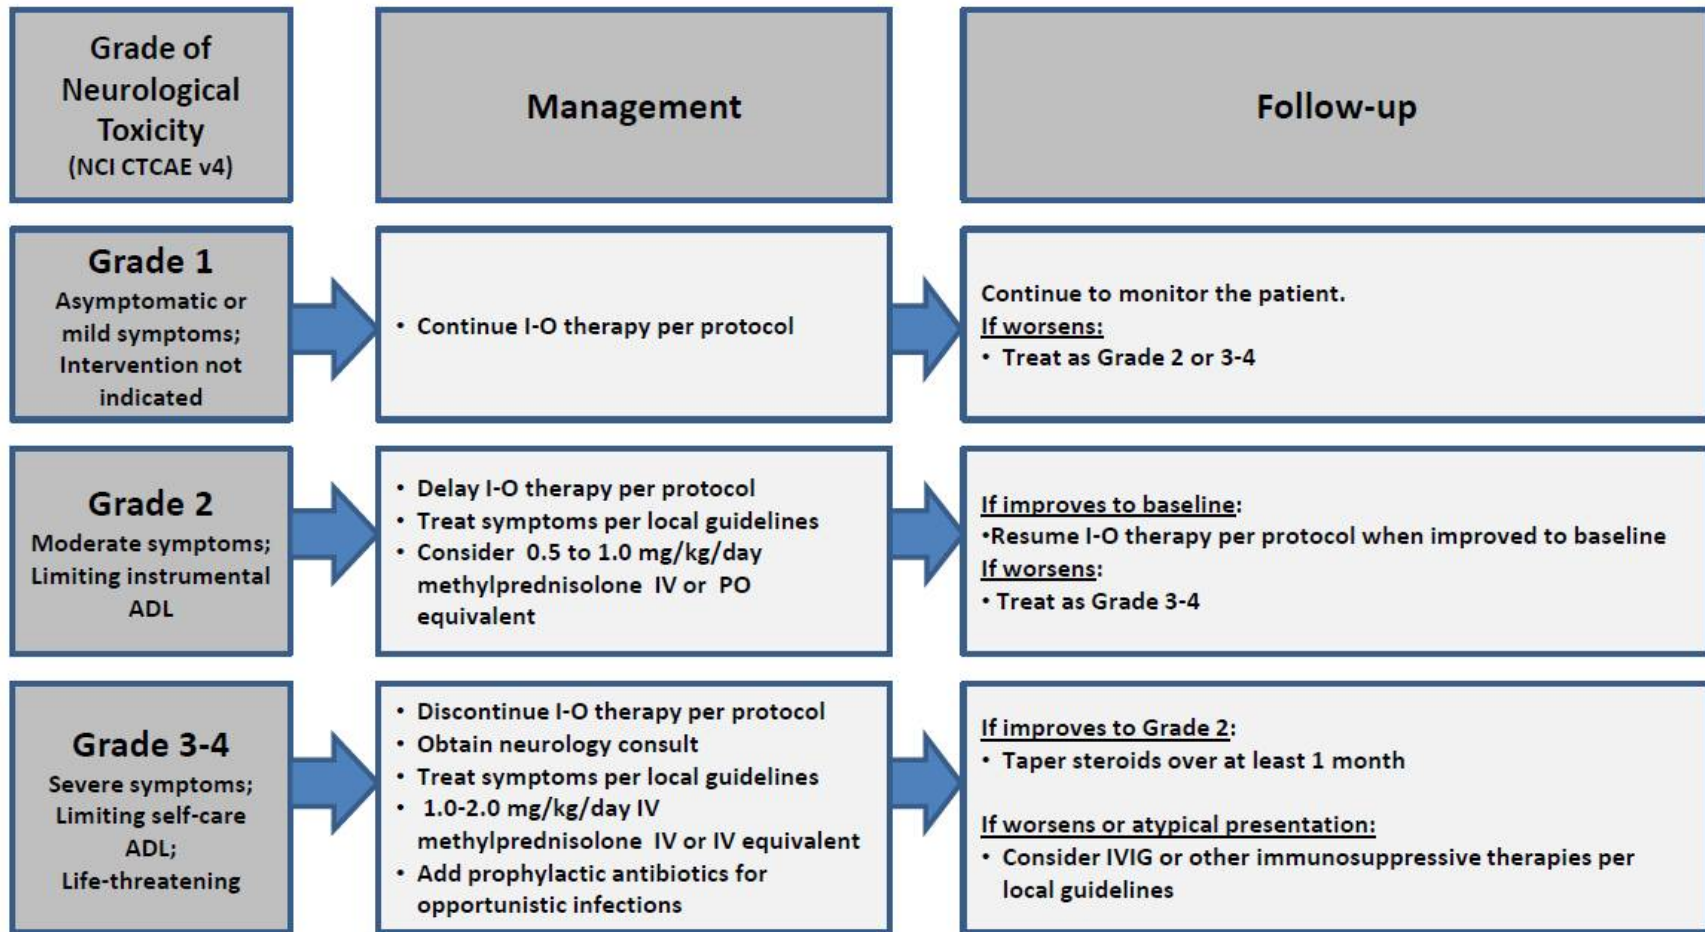 Grade of
Neurological
Toxicity
(NCI CTCAE v4)
Management
Follow-up
Grade 1
Asymptomatic or
mild symptoms;
Intervention not
indicated
• Continue I-O therapy per protocol
Continue to monitor the patient.
If worsens:
• Treat as Grade 2 or 3-4
Grade 2
Moderate symptoms;
Limiting instrumental
ADL
• Delay I-O therapy per protocol
• Treat symptoms per local guidelines
• Consider 0.5 to 1.0 mg/kg/day
methylprednisolone IV or PO
equivalent
If improves to baseline:
•Resume I-O therapy per protocol when improved to baseline
If worsens:
• Treat as Grade 3-4
Grade 3-4
Severe symptoms;
Limiting self-care
ADL;
Life-threatening
• Discontinue I-O therapy per protocol
• Obtain neurology consult
• Treat symptoms per local guidelines
• 1.0-2.0 mg/kg/day IV
methylprednisolone IV or IV equivalent
• Add prophylactic antibiotics for
opportunistic infections
If improves to Grade 2:
• Taper steroids over at least 1 month
If worsens or atypical presentation:
• Consider IVIG or other immunosuppressive therapies per
local guidelines